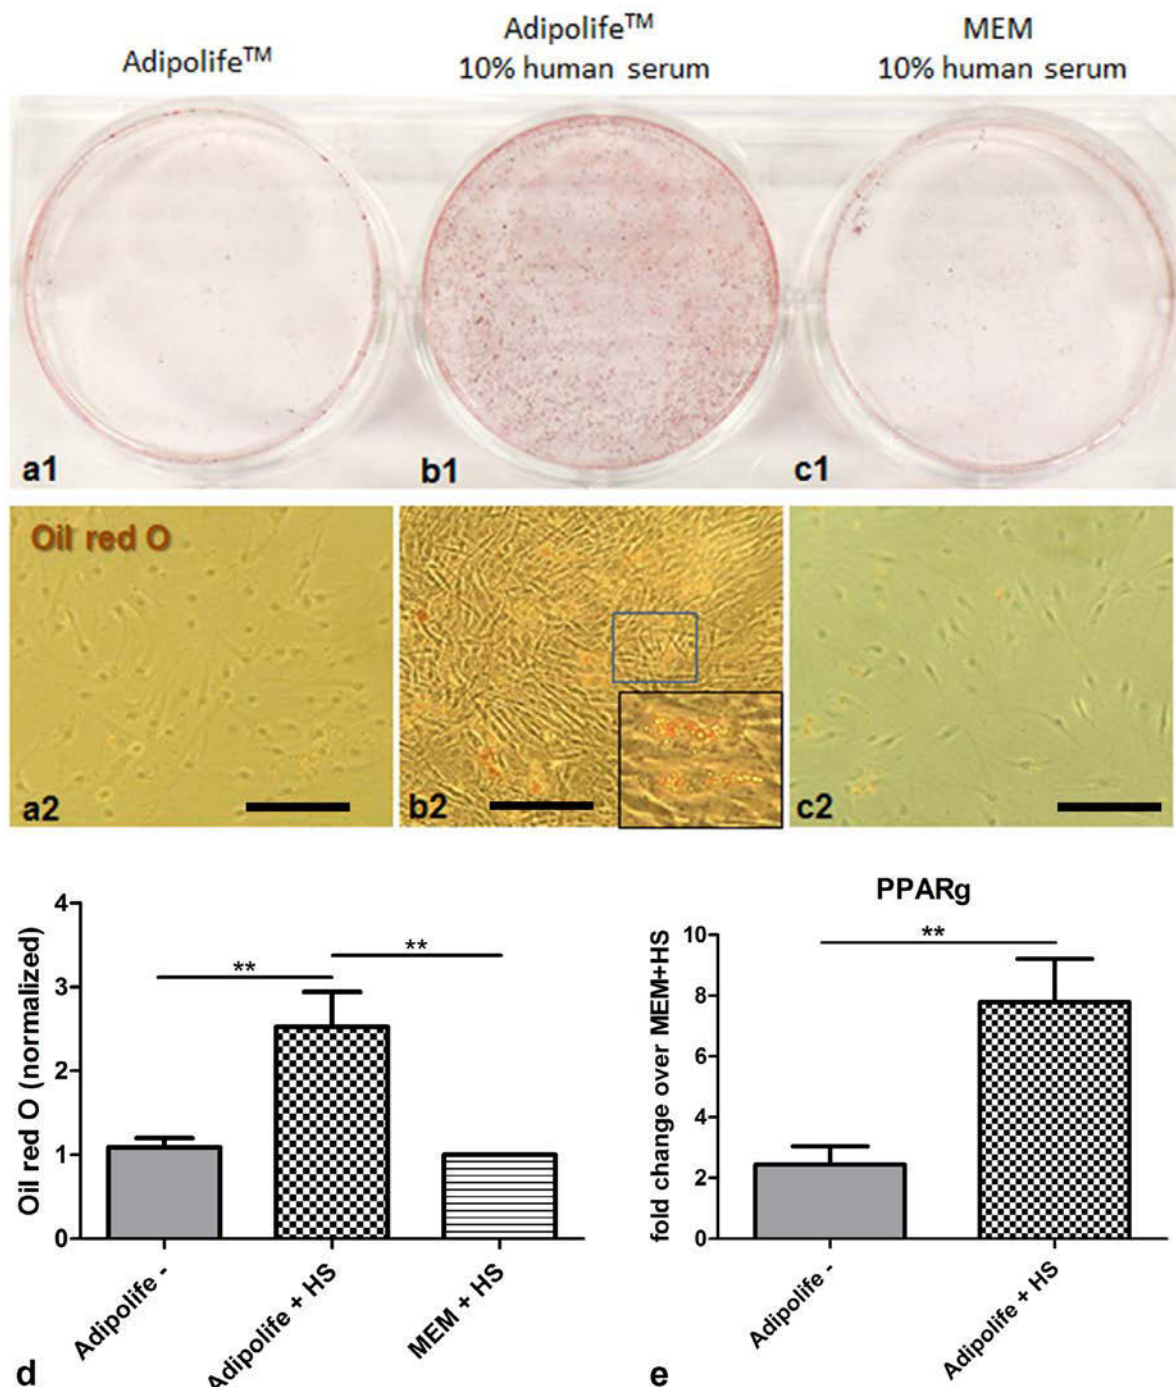 Adipolife™
Adipolife™
10% human serum
MEM
10% human serum
a1
b1
c1
Oil red O
a2
b2
c2
4
3
2
1
0
Oil red O (normalized)
**
**
Adipolife -
Adipolife + HS
MEM + HS
d
PPARg
10
8
6
4
2
0
fold change over MEM+HS
**
Adipolife -
Adipolife + HS
e